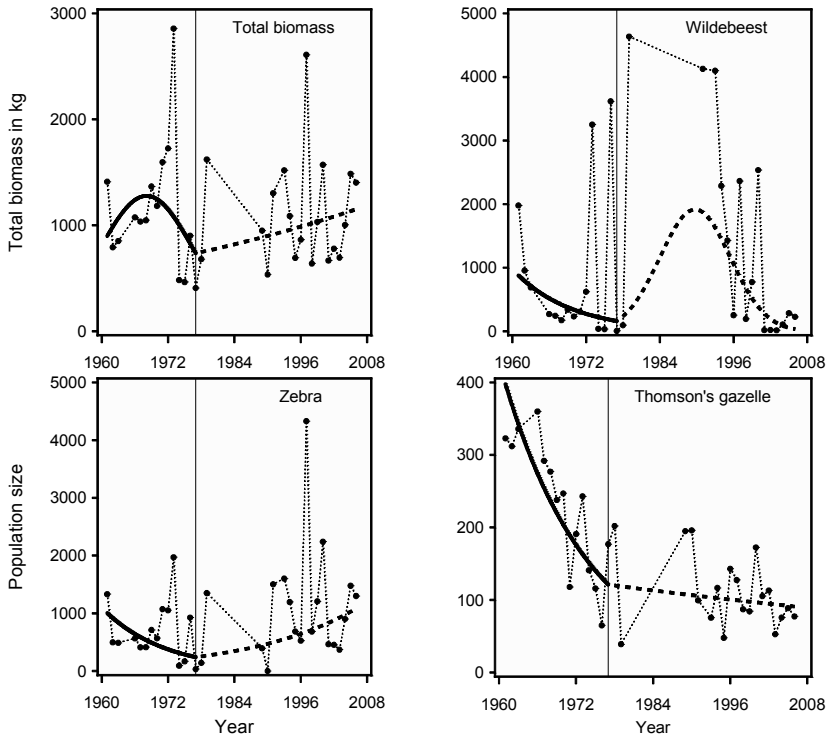 Total biomass
3000
2000
1000
0
1960 1972 1984 1996 2008
Total biomass in kg
Wildebeest
5000
4000
3000
2000
1000
0
1960 1972 1984 1996 2008
Zebra
5000
4000
3000
2000
1000
0
1960 1972 1984 1996 2008
Population size
Year
Thomson's gazelle
400
300
200
100
0
1960 1972 1984 1996 2008
Year